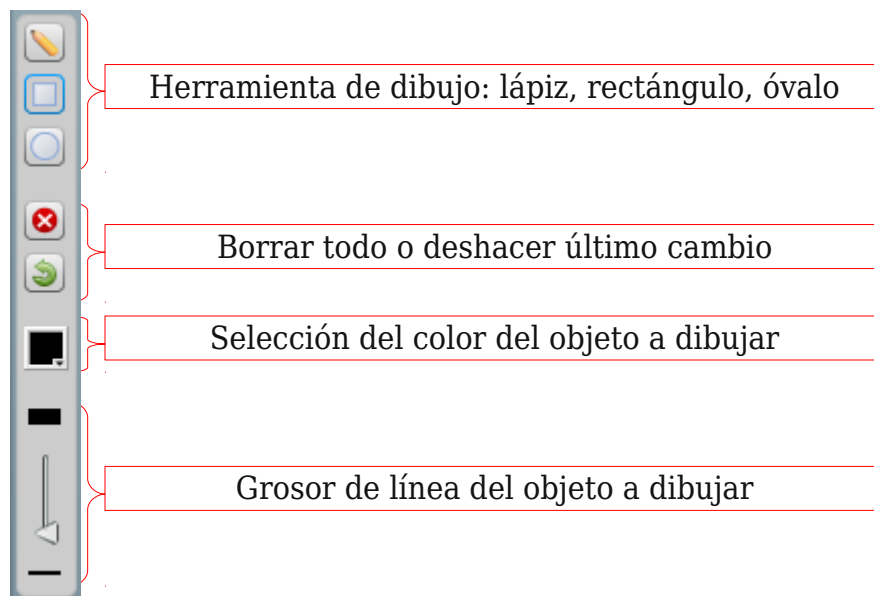 Herramienta de dibujo: lápiz, rectángulo, óvalo
Borrar todo o deshacer último cambio
Selección del color del objeto a dibujar
Grosor de línea del objeto a dibujar